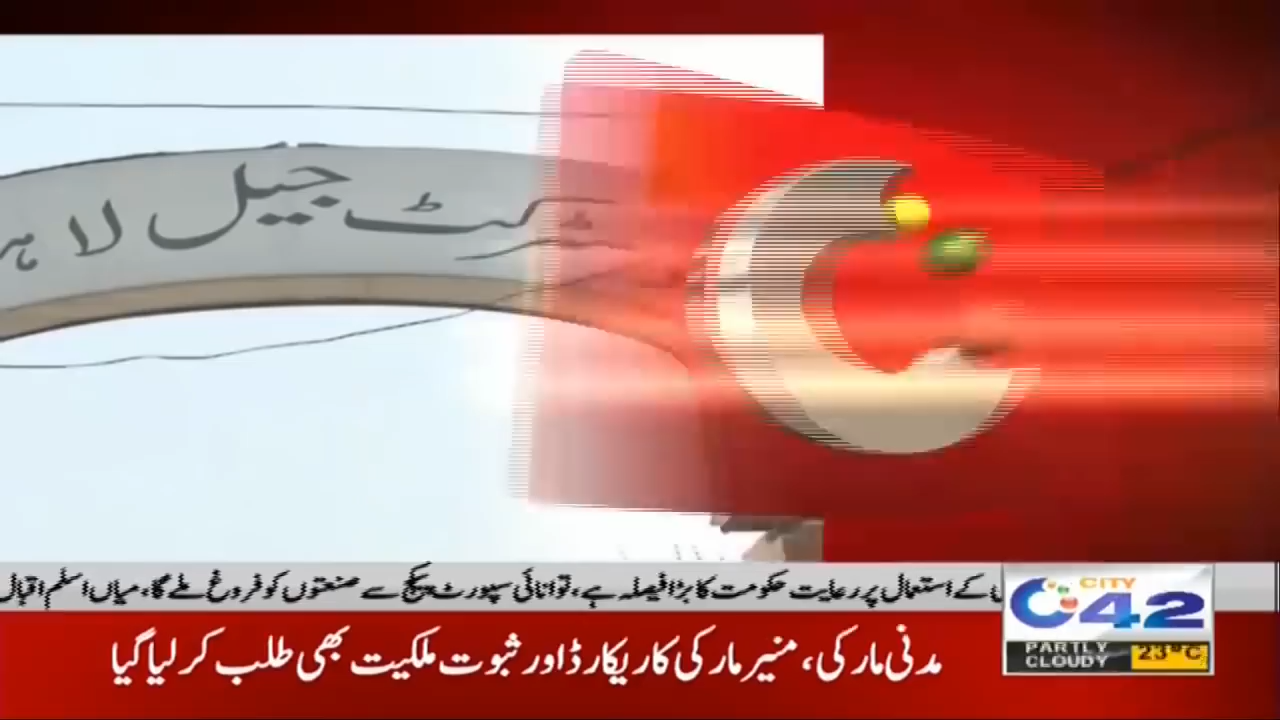 جیل لا
کے استعمال پر رعایت حکومت کا بڑا فیصلہ ہے، توانائی سپورٹ پیکج سے صنعتوں کو فروغ ملے گا، میاں اسلم اقبال
CITY
42
PARTLY
CLOUDY
23°C
مدنی مارکی، منیر مارکی کا ریکارڈ اور ثبوت ملکیت بھی طلب کر لیا گیا